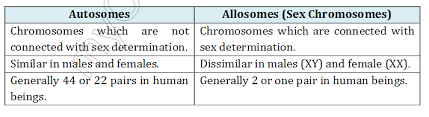 Autosomes
Allosomes (Sex Chromosomes)
Chromosomes which are not
connected with sex determination.
Chromosomes which are connected with
sex determination.
Similar in males and females.
Dissimilar in males (XY) and female (XX).
Generally 44 or 22 pairs in human
beings.
Generally 2 or one pair in human beings.